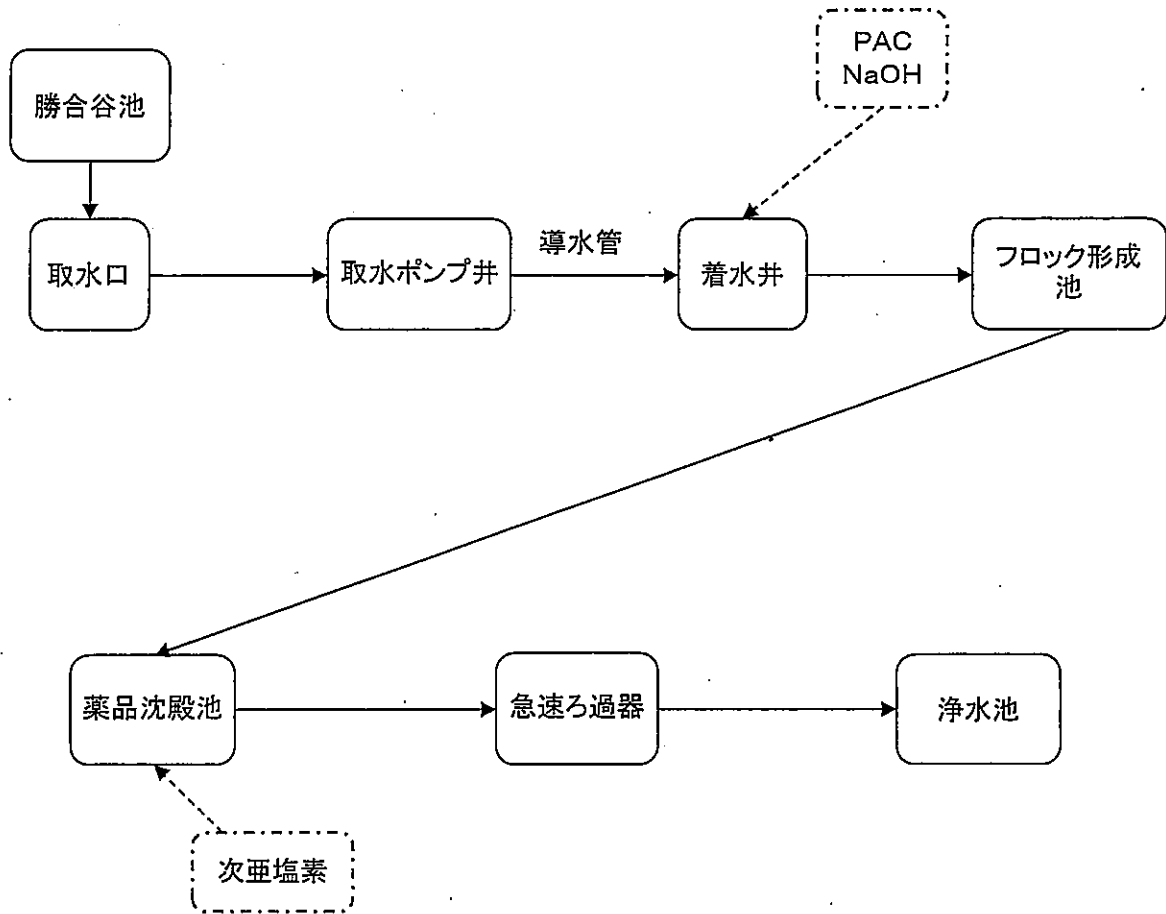 PAC
NaOH
勝合谷池
取水口
取水ポンプ井
導水管
着水井
フロック形成
池
薬品沈殿池
急速ろ過器
浄水池
次亜塩素